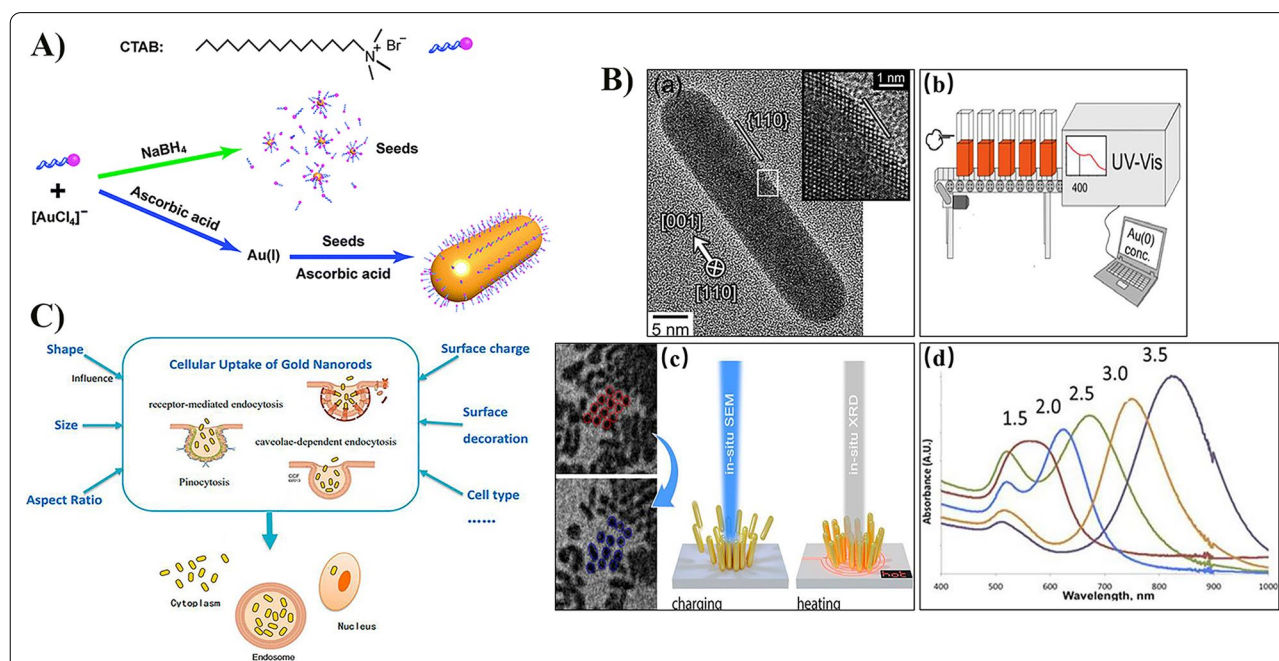 A)
CTAB:
N+ Br−
NaBH4
Seeds
+
[AuCl4]−
Ascorbic acid
Au(I)
Seeds
Ascorbic acid
B)
(a)
1 nm
{110}
[001]
[110]
5 nm
(b)
UV-Vis
400
Au(0)
conc.
C)
Shape
Influence
Size
Aspect Ratio
Cellular Uptake of Gold Nanorods
receptor-mediated endocytosis
caveolae-dependent endocytosis
Pinocytosis
Surface charge
Surface
decoration
Cell type
......
Cytoplasm
Endosome
Nucleus
(c)
in-situ SEM
in-situ XRD
hot
charging
heating
(d)
3.5
3.0
2.5
2.0
1.5
Absorbance (A.U.)
400
500
600
700
800
900
1000
Wavelength, nm